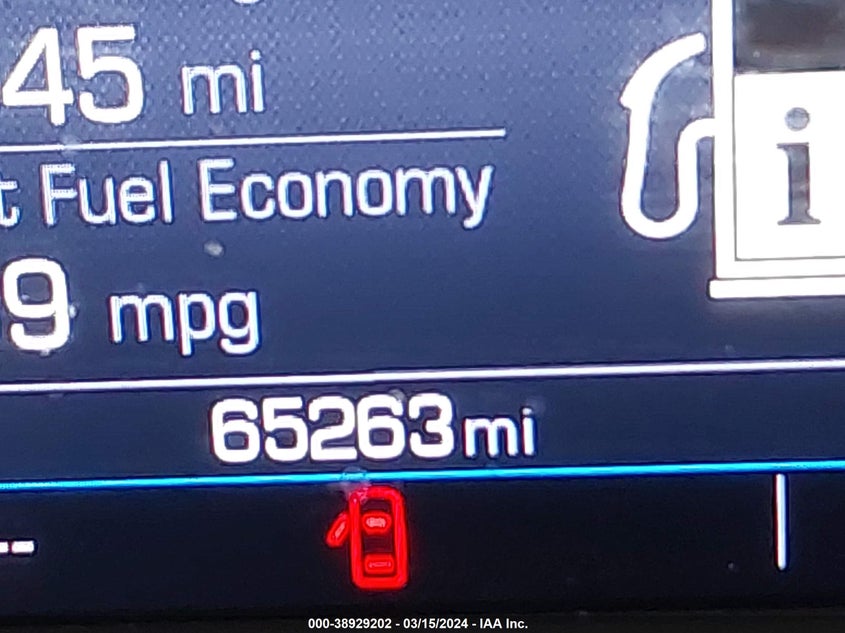 45 mi
t Fuel Economy
9 mpg
i
65263 mi
--
000-38929202 - 03/15/2024 - IAA Inc.